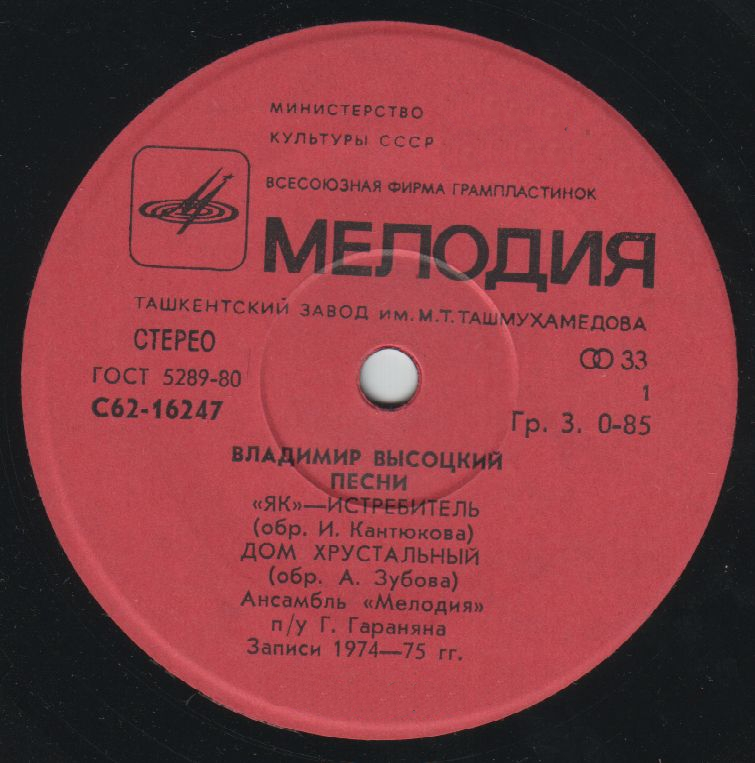 МИНИСТЕРСТВО
КУЛЬТУРЫ СССР
ВСЕСОЮЗНАЯ ФИРМА ГРАМПЛАСТИНОК
МЕЛОДИЯ
ТАШКЕНТСКИЙ ЗАВОД ИМ. М.Т. ТАШМУХАМЕДОВА
СТЕРЕО
ГОСТ 5289-80
С62-16247
33
1
Гр. 3. 0-85
ВЛАДИМИР ВЫСОЦКИЙ
ПЕСНИ
«ЯК»—ИСТРЕБИТЕЛЬ
(обр. И. Кантюкова)
ДОМ ХРУСТАЛЬНЫЙ
(обр. А. Зубова)
Ансамбль «Мелодия»
п/у Г. Гараняна
Записи 1974—75 гг.